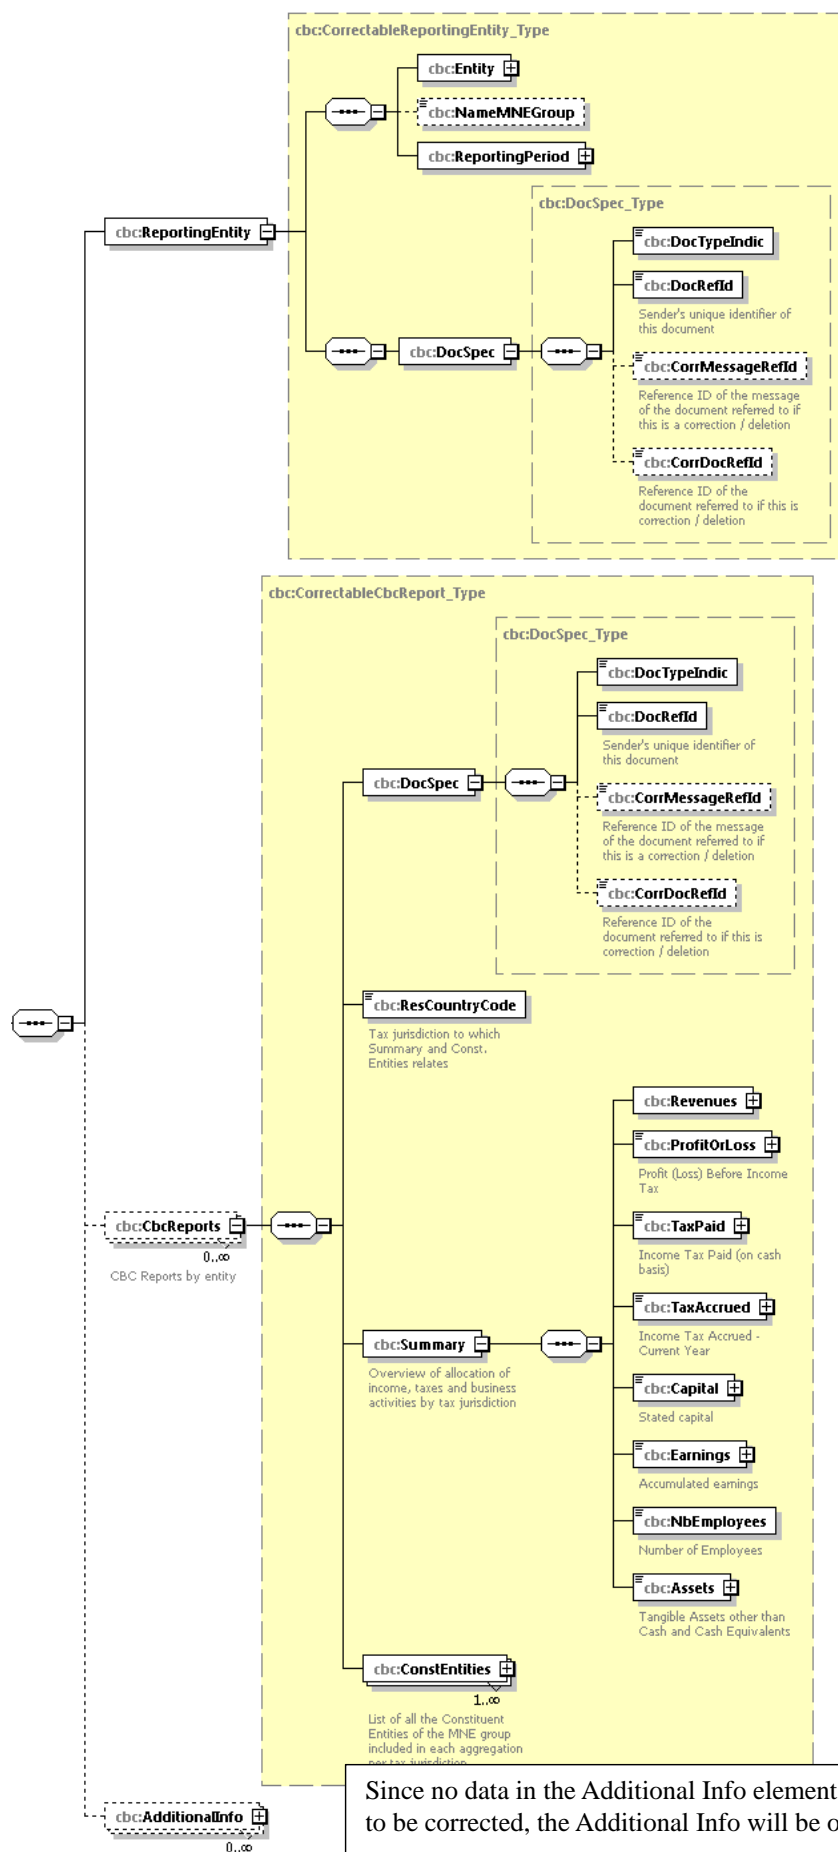 cbc:CorrectableReportingEntity_Type
cbc:Entity
cbc:NameMNEGroup
cbc:ReportingPeriod
cbc:DocSpec_Type
cbc:ReportingEntity
cbc:DocTypeIndic
cbc:DocRefId
Sender's unique identifier of
this document
cbc:DocSpec
cbc:CorrMessageRefId
Reference ID of the message
of the document referred to if
this is a correction / deletion
cbc:CorrDocRefId
Reference ID of the
document referred to if this is
correction / deletion
cbc:CorrectableCbcReport_Type
cbc:DocSpec_Type
cbc:DocTypeIndic
cbc:DocRefId
Sender's unique identifier of
this document
cbc:DocSpec
cbc:CorrMessageRefId
Reference ID of the message
of the document referred to if
this is a correction / deletion
cbc:CorrDocRefId
Reference ID of the
document referred to if this is
correction / deletion
cbc:ResCountryCode
Tax jurisdiction to which
Summary and Const.
Entities relates
cbc:Revenues
cbc:ProfitOrLoss
Profit (Loss) Before Income
Tax
cbc:CbcReports
0..∞
CBC Reports by entity
cbc:TaxPaid
Income Tax Paid (on cash
basis)
cbc:TaxAccrued
Income Tax Accrued -
Current Year
cbc:Summary
Overview of allocation of
income, taxes and business
activities by tax jurisdiction
cbc:Capital
Stated capital
cbc:Earnings
Accumulated earnings
cbc:NbEmployees
Number of Employees
cbc:Assets
Tangible Assets other than
Cash and Cash Equivalents
cbc:ConstEntities
1..∞
List of all the Constituent
Entities of the MNE group
included in each aggregation
per tax jurisdiction
cbc:AdditionalInfo
0..∞
Since no data in the Additional Info element
to be corrected, the Additional Info will be o